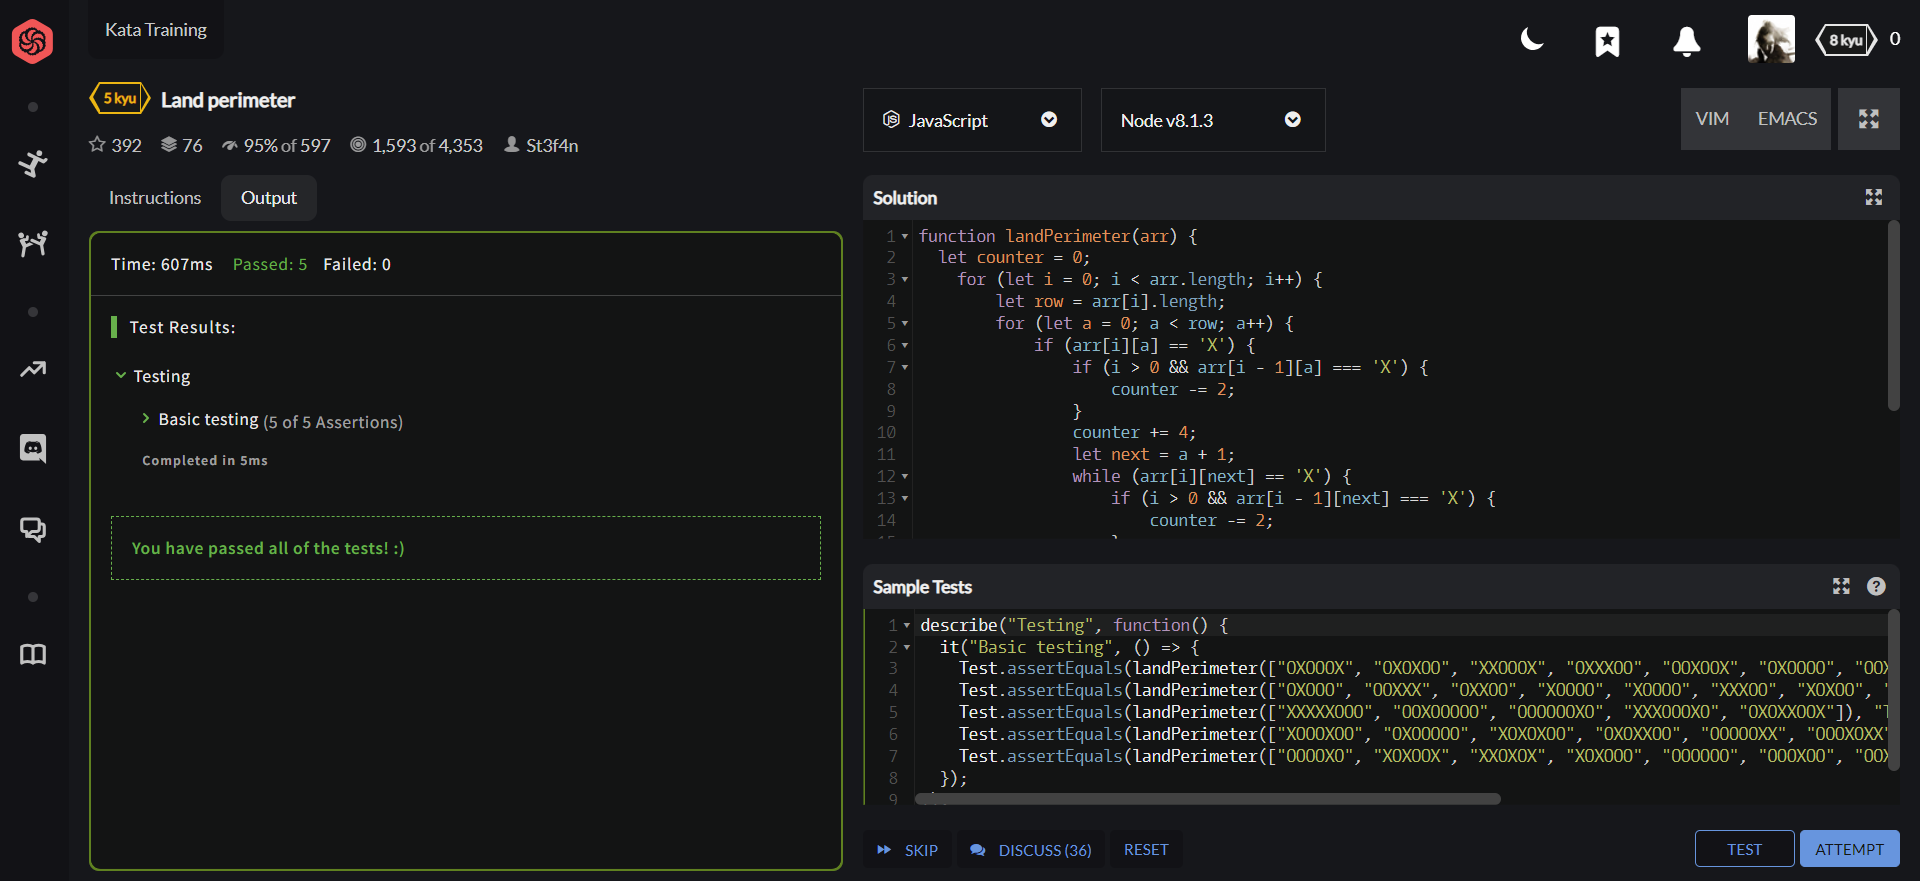 Kata Training
8 kyu 0
5 kyu Land perimeter
392 76 95% of 597 1,593 of 4,353 St3f4n
JavaScript
Node v8.1.3
VIM EMACS
Instructions Output
Time: 607ms Passed: 5 Failed: 0
Test Results:
Testing
Basic testing (5 of 5 Assertions)
Completed in 5ms
You have passed all of the tests! :)
Solution
1 function landPerimeter(arr) {
2 let counter = 0;
3 for (let i = 0; i < arr.length; i++) {
4 let row = arr[i].length;
5 for (let a = 0; a < row; a++) {
6 if (arr[i][a] == 'X') {
7 if (i > 0 && arr[i - 1][a] === 'X') {
8 counter -= 2;
9 }
10 counter += 4;
11 let next = a + 1;
12 while (arr[i][next] == 'X') {
13 if (i > 0 && arr[i - 1][next] === 'X') {
14 counter -= 2;
15 }
Sample Tests
1 describe("Testing", function() {
2 it("Basic testing", () => {
3 Test.assertEquals(landPerimeter(["OXOOOX", "OXOXOO", "XXOOOX", "OXXXOO", "OOXOOX", "OXOOOO", "OOX
4 Test.assertEquals(landPerimeter(["OXOOO", "OOXXX", "OXXOO", "XOOOO", "XOOOO", "XXXOO", "XOXOO", "
5 Test.assertEquals(landPerimeter(["XXXXXOOO", "OOXOOOOO", "OOOOOOXO", "XXXOOOXO", "OXOXXOOX"]), "T
6 Test.assertEquals(landPerimeter(["XOOOXOO", "OXOOOOO", "XOXOXOO", "OXOXXOO", "OOOOOXX", "OOOXOXX"
7 Test.assertEquals(landPerimeter(["OOOOXO", "XOXOOX", "XXOXOX", "XOXOOO", "OOOOOO", "OOOXOO", "OOX
8 });
9
SKIP DISCUSS (36) RESET
TEST ATTEMPT